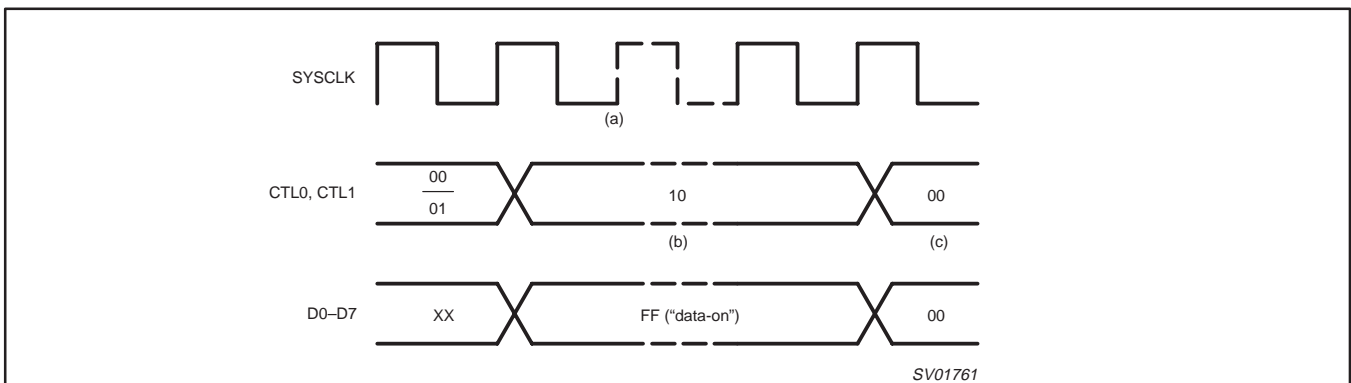 SYSCLK
(a)
CTL0, CTL1
00
01
10
00
(b)
(c)
D0–D7
XX
FF (“data-on”)
00
SV01761